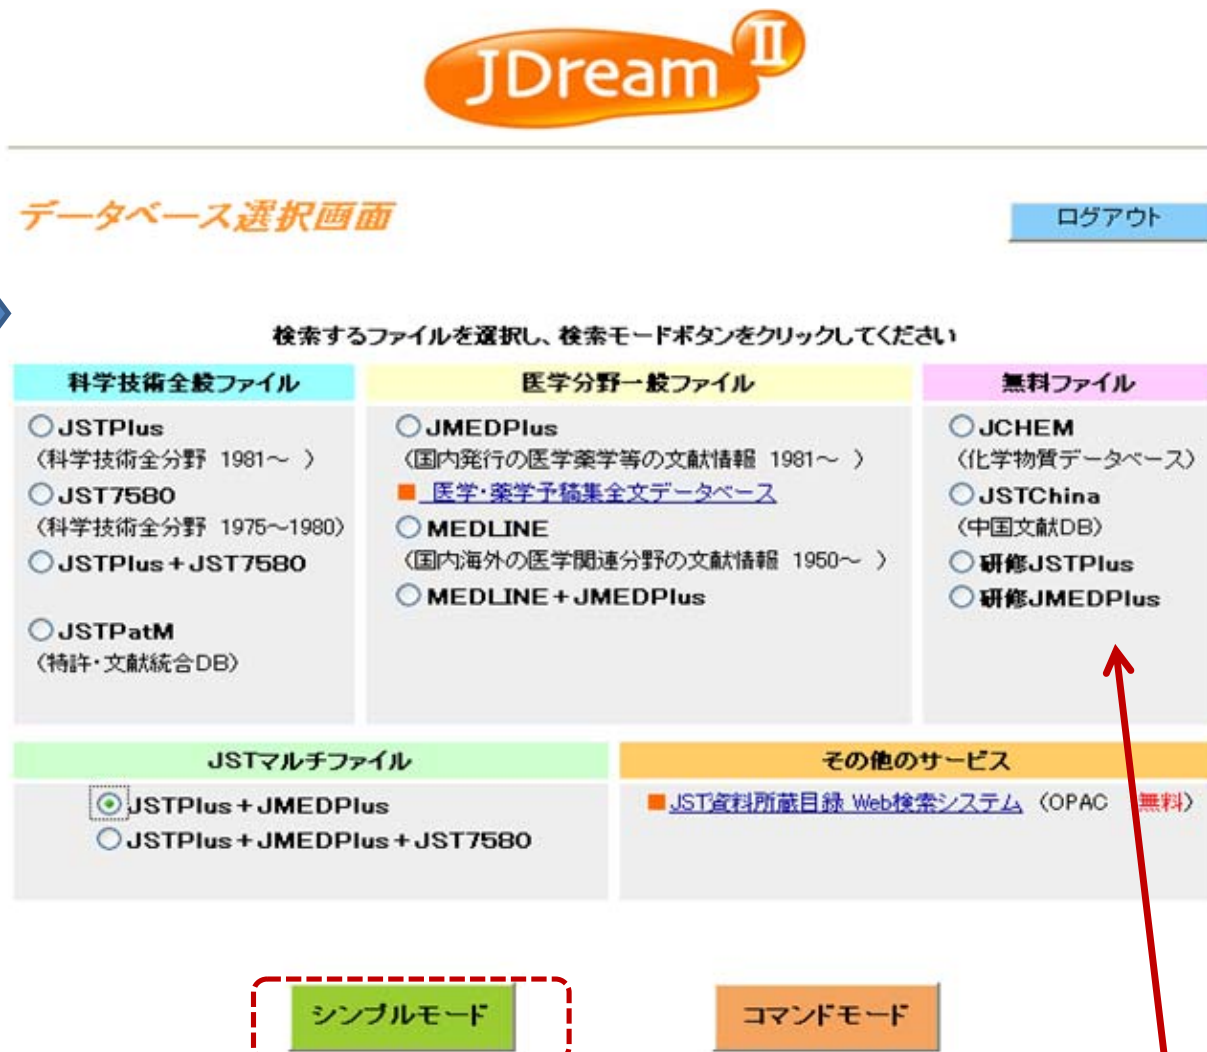 JDream II
データベース選択画面
ログアウト
検索するファイルを選択し、検索モードボタンをクリックしてください
科学技術全般ファイル
○JSTPlus
（科学技術全分野 1981～ ）
○JST7580
（科学技術全分野 1975～1980）
○JSTPlus+JST7580
○JSTPatM
（特許・文献統合DB）
医学分野一般ファイル
○JMEDPlus
（国内発行の医学薬学等の文献情報 1981～ ）
■ 医学・薬学予稿集全文データベース
○MEDLINE
（国内海外の医学関連分野の文献情報 1950～ ）
○MEDLINE+JMEDPlus
無料ファイル
○JCHEM
（化学物質データベース）
○JSTChina
（中国文献DB）
○研修JSTPlus
○研修JMEDPlus
JSTマルチファイル
◉JSTPlus+JMEDPlus
○JSTPlus+JMEDPlus+JST7580
その他のサービス
■JST資料所蔵目録 Web検索システム （OPAC 無料）
シンプルモード
コマンドモード